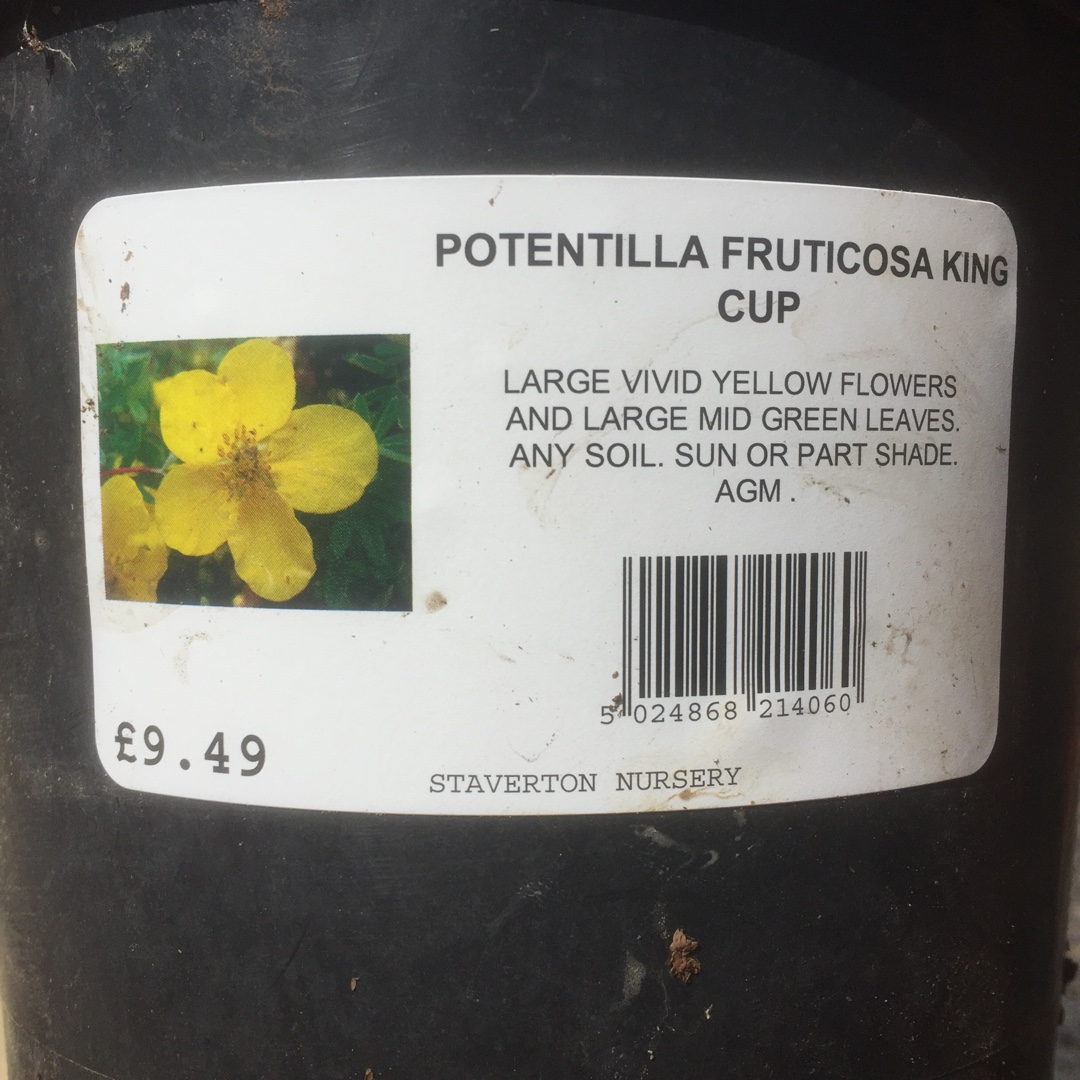 POTENTILLA FRUTICOSA KING
CUP
LARGE VIVID YELLOW FLOWERS
AND LARGE MID GREEN LEAVES.
ANY SOIL. SUN OR PART SHADE.
AGM .
5 024868 214060
£9.49
STAVERTON NURSERY